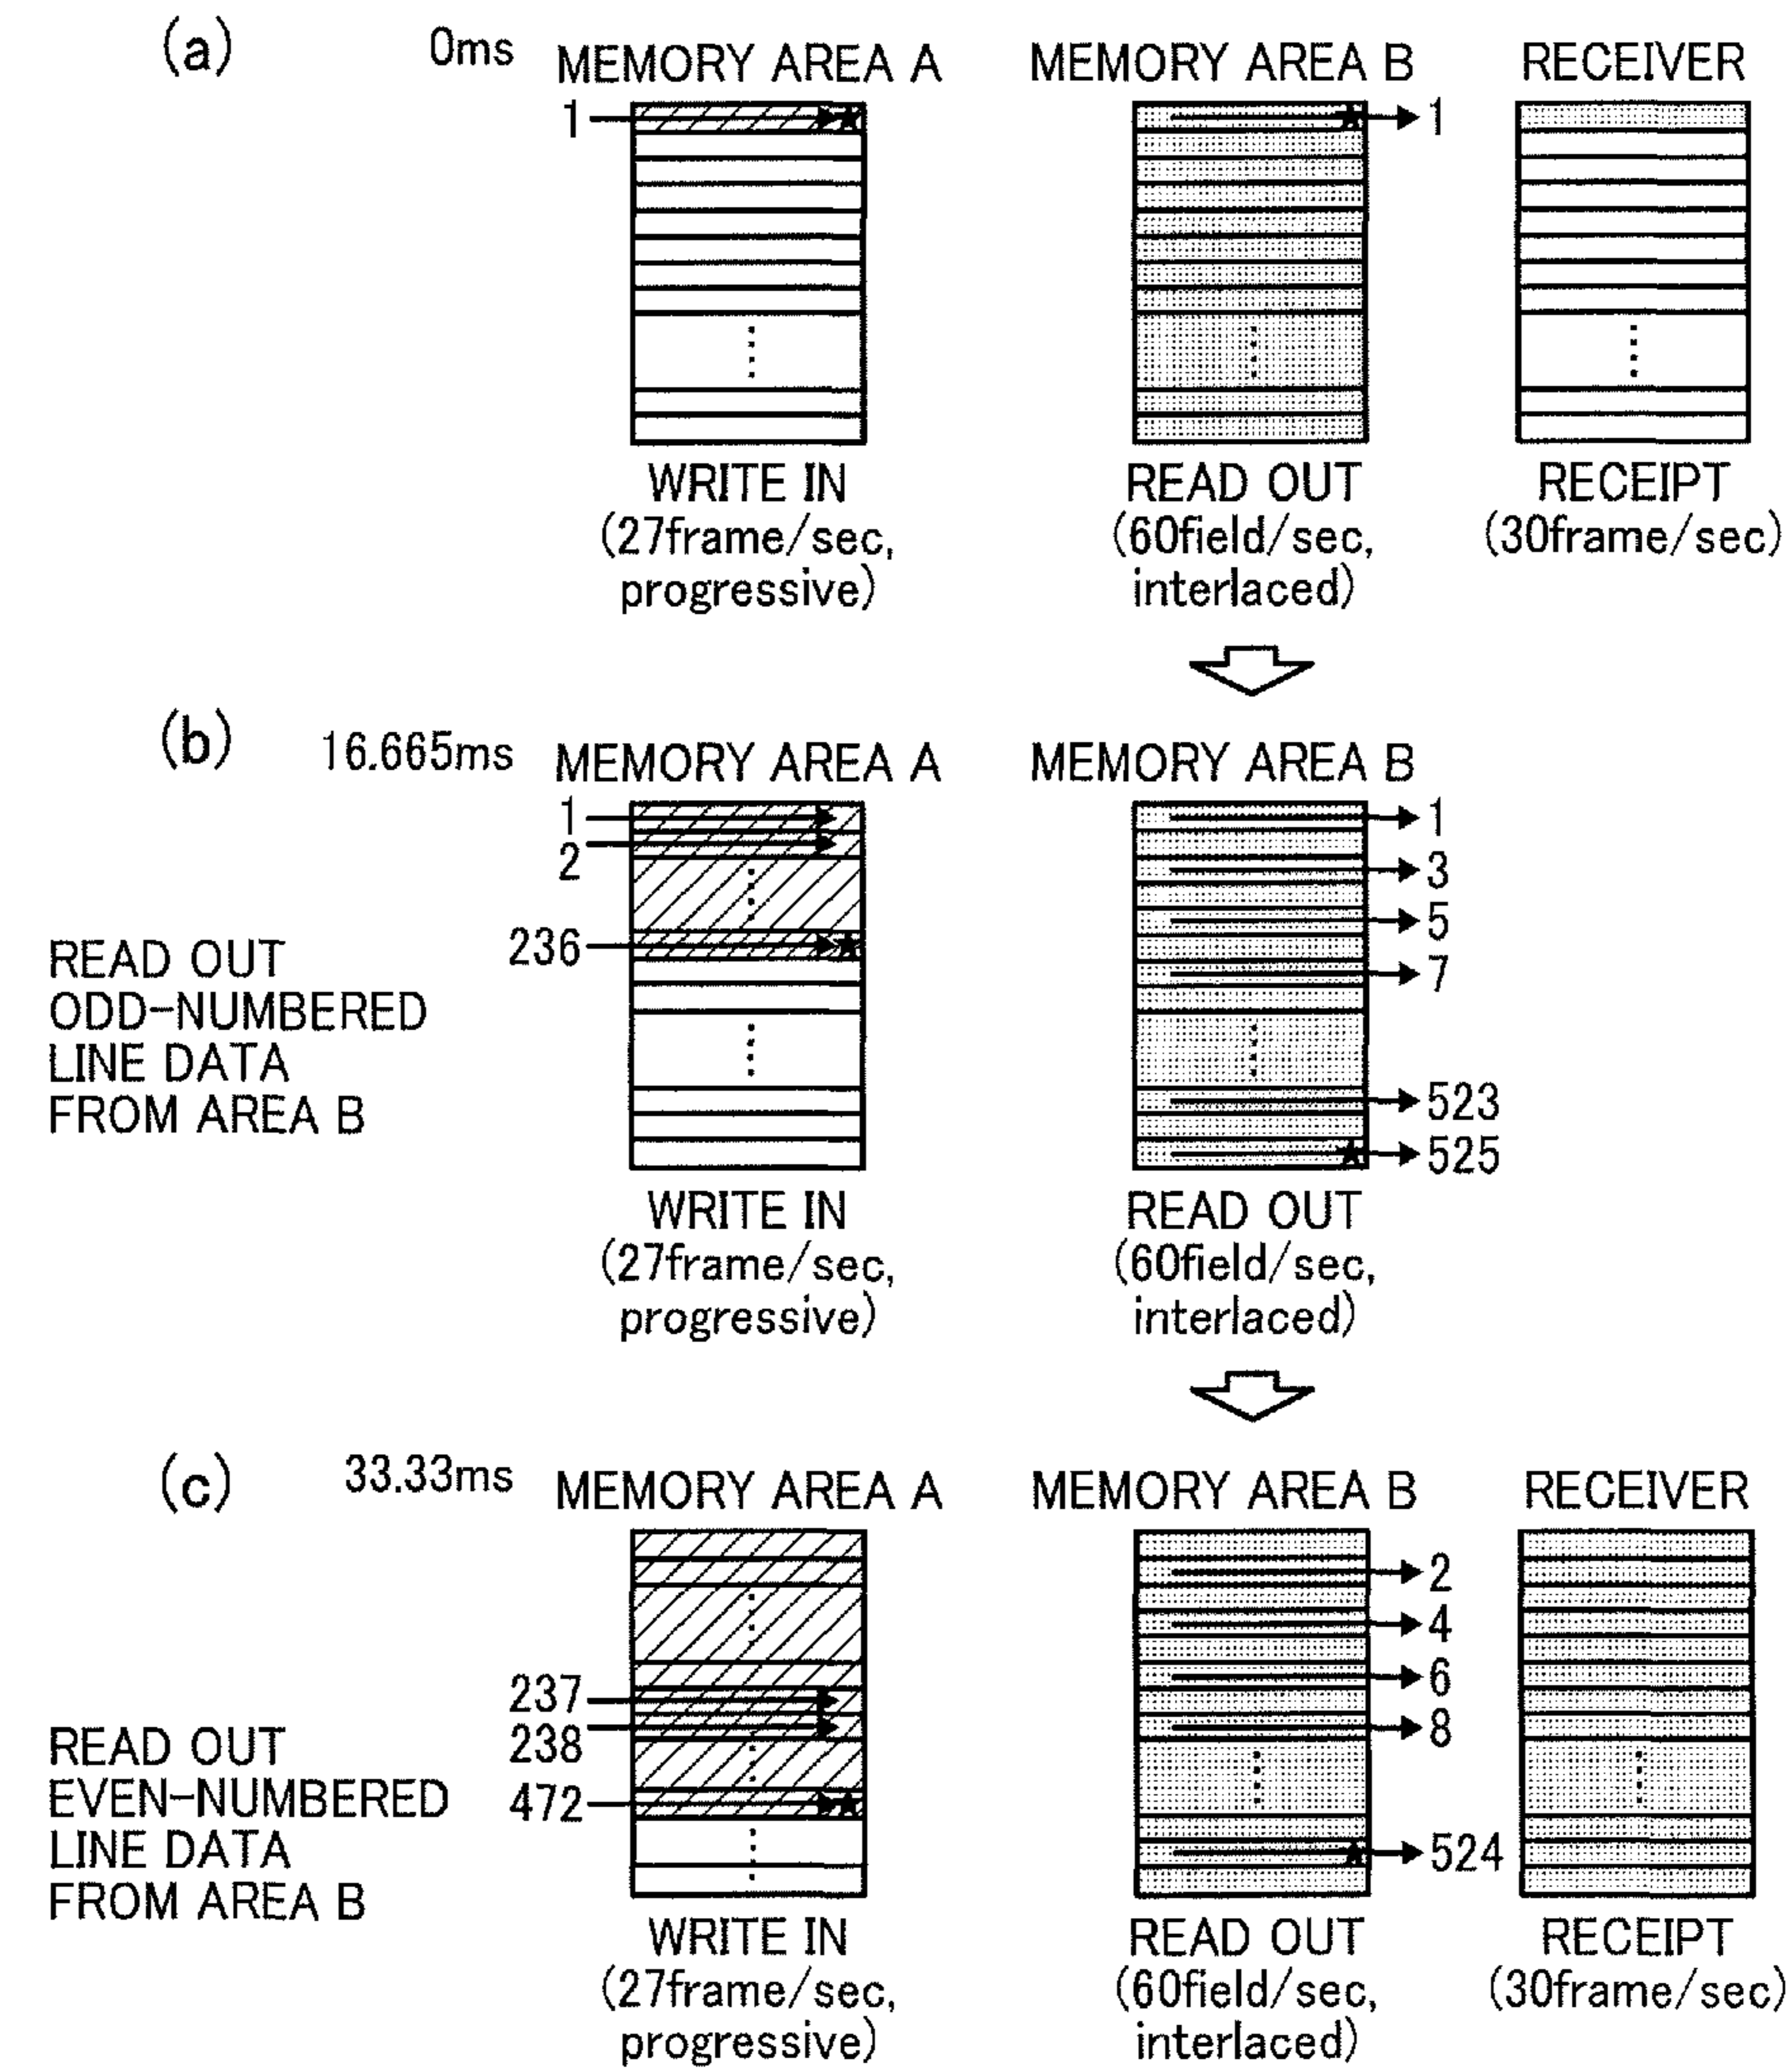 (a)
0ms
MEMORY AREA A
MEMORY AREA B
RECEIVER
1
1
WRITE IN
(27frame/sec,
progressive)
READ OUT
(60field/sec,
interlaced)
RECEIPT
(30frame/sec)
(b)
16.665ms
MEMORY AREA A
MEMORY AREA B
READ OUT
ODD-NUMBERED
LINE DATA
FROM AREA B
1
2
236
1
3
5
7
523
525
WRITE IN
(27frame/sec,
progressive)
READ OUT
(60field/sec,
interlaced)
(c)
33.33ms
MEMORY AREA A
MEMORY AREA B
RECEIVER
READ OUT
EVEN-NUMBERED
LINE DATA
FROM AREA B
237
238
472
2
4
6
8
524
WRITE IN
(27frame/sec,
progressive)
READ OUT
(60field/sec,
interlaced)
RECEIPT
(30frame/sec)